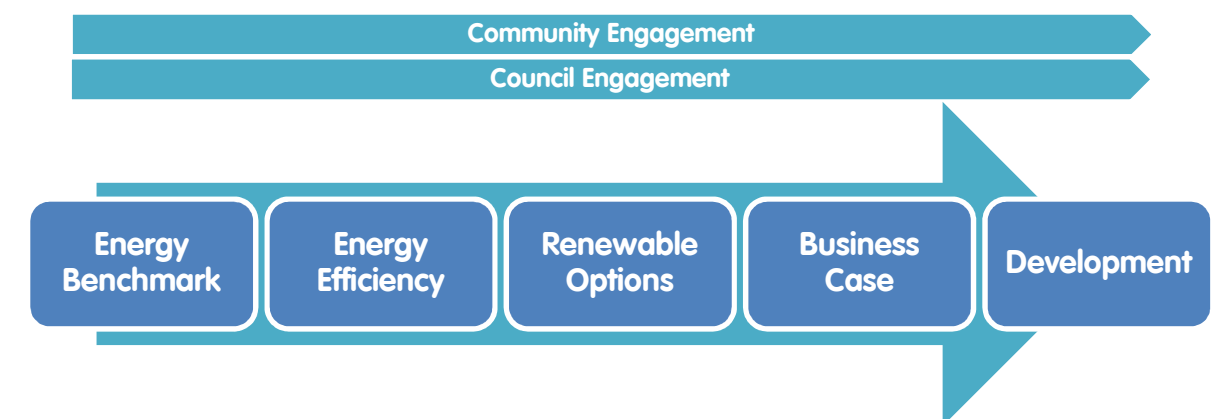 Community Engagement
Council Engagement
Energy
Benchmark
Energy
Efficiency
Renewable
Options
Business
Case
Development